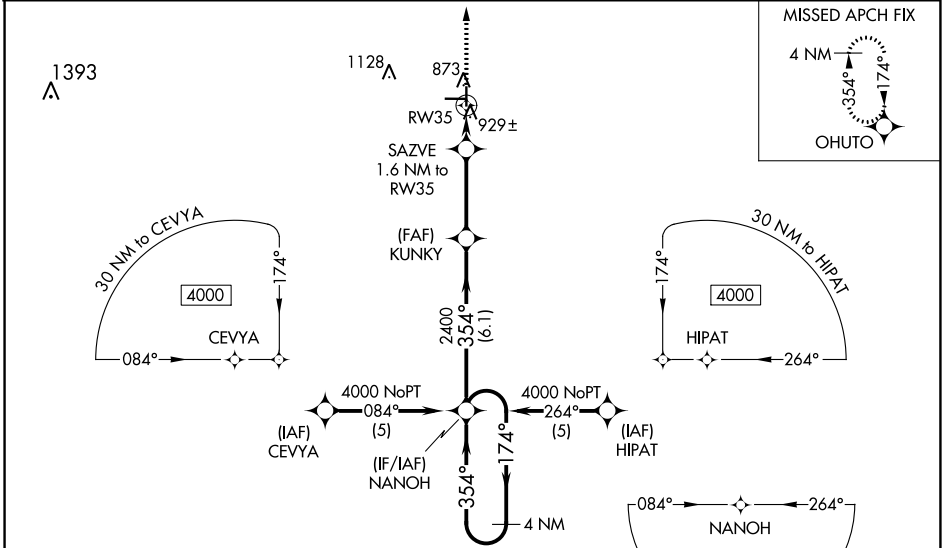 MISSED APCH FIX
4 NM
354°
174°
OHUTO
1393
1128
873
RW35
929±
SAZVE
1.6 NM to
RW35
(FAF)
KUNKY
30 NM to CEVYA
174°
4000
CEVYA
084°
30 NM to HIPAT
174°
4000
HIPAT
264°
2400
354°
(6.1)
4000 NoPT
084°
(5)
(IAF)
CEVYA
4000 NoPT
264°
(5)
(IAF)
HIPAT
(IF/IAF)
NANOH
354°
174°
4 NM
084°
264°
NANOH